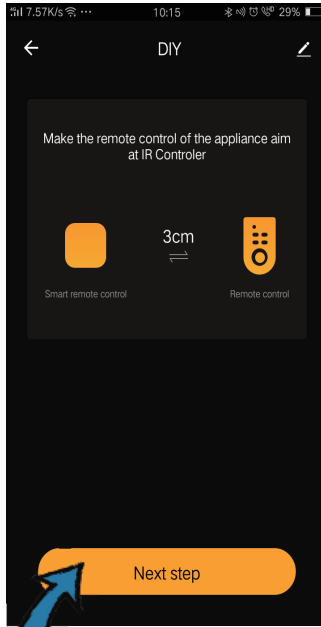 7.57K/s ··· 10:15 29%
DIY
Make the remote control of the appliance aim
at IR Controler
3cm
Smart remote control Remote control
Next step